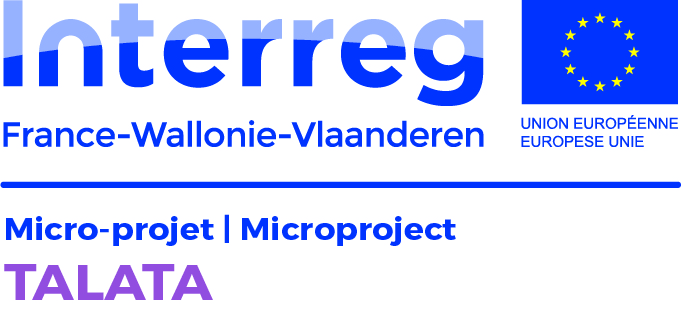 Interreg
France-Wallonie-Vlaanderen
UNION EUROPÉENNE
EUROPESE UNIE
Micro-projet | Microproject
TALATA